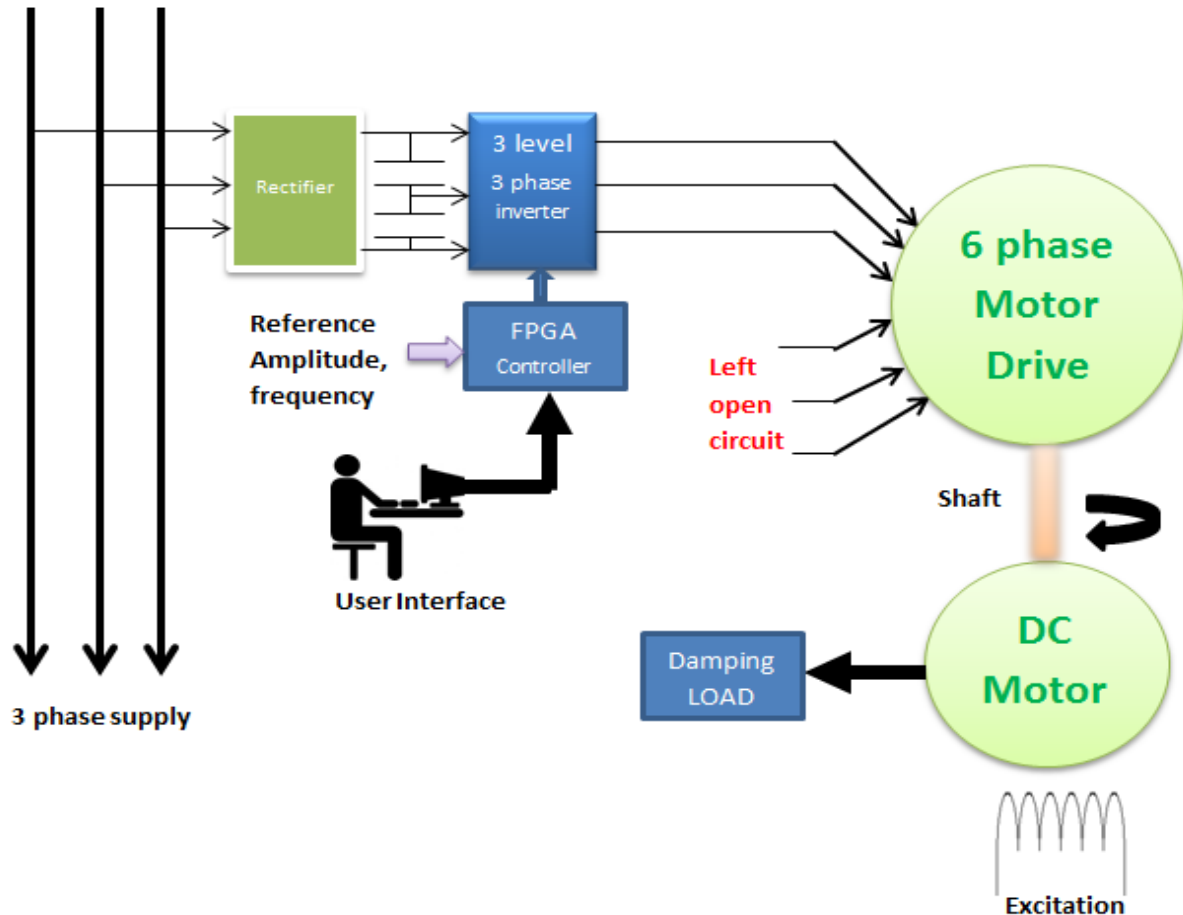 Rectifier
3 level
3 phase
inverter
6 phase
Motor
Drive
Reference
Amplitude,
frequency
FPGA
Controller
Left
open
circuit
Shaft
User Interface
DC
Motor
Damping
LOAD
3 phase supply
Excitation